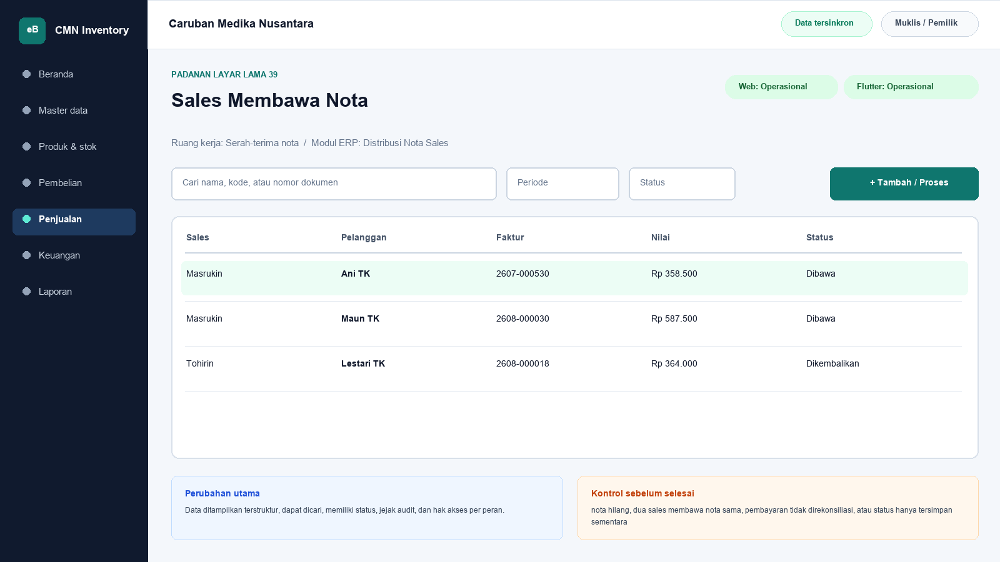 eB
CMN Inventory
Beranda
Master data
Produk & stok
Pembelian
Penjualan
Keuangan
Laporan
Caruban Medika Nusantara
Data tersinkron
Muklis / Pemilik
PADANAN LAYAR LAMA 39
Sales Membawa Nota
Web: Operasional
Flutter: Operasional
Ruang kerja: Serah-terima nota / Modul ERP: Distribusi Nota Sales
Cari nama, kode, atau nomor dokumen
Periode
Status
+ Tambah / Proses
Sales Pelanggan Faktur Nilai Status
Masrukin Ani TK 2607-000530 Rp 358.500 Dibawa
Masrukin Maun TK 2608-000030 Rp 587.500 Dibawa
Tohirin Lestari TK 2608-000018 Rp 364.000 Dikembalikan
Perubahan utama
Data ditampilkan terstruktur, dapat dicari, memiliki status, jejak audit, dan hak akses per peran.
Kontrol sebelum selesai
nota hilang, dua sales membawa nota sama, pembayaran tidak direkonsiliasi, atau status hanya tersimpan
sementara